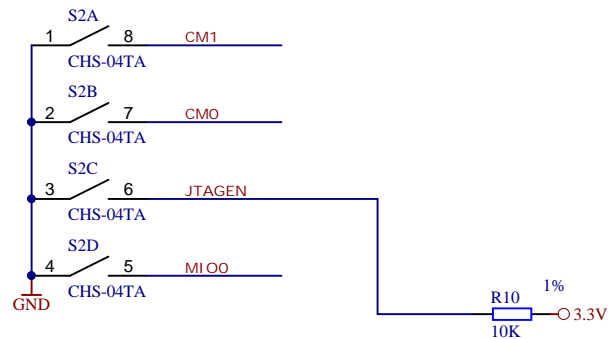 S2A
1 8 CM1
CHS-04TA
S2B
2 7 CM0
CHS-04TA
S2C
3 6 JTAGEN
CHS-04TA
S2D
4 5 MIO0
CHS-04TA
GND
1%
R10
3.3V
10K